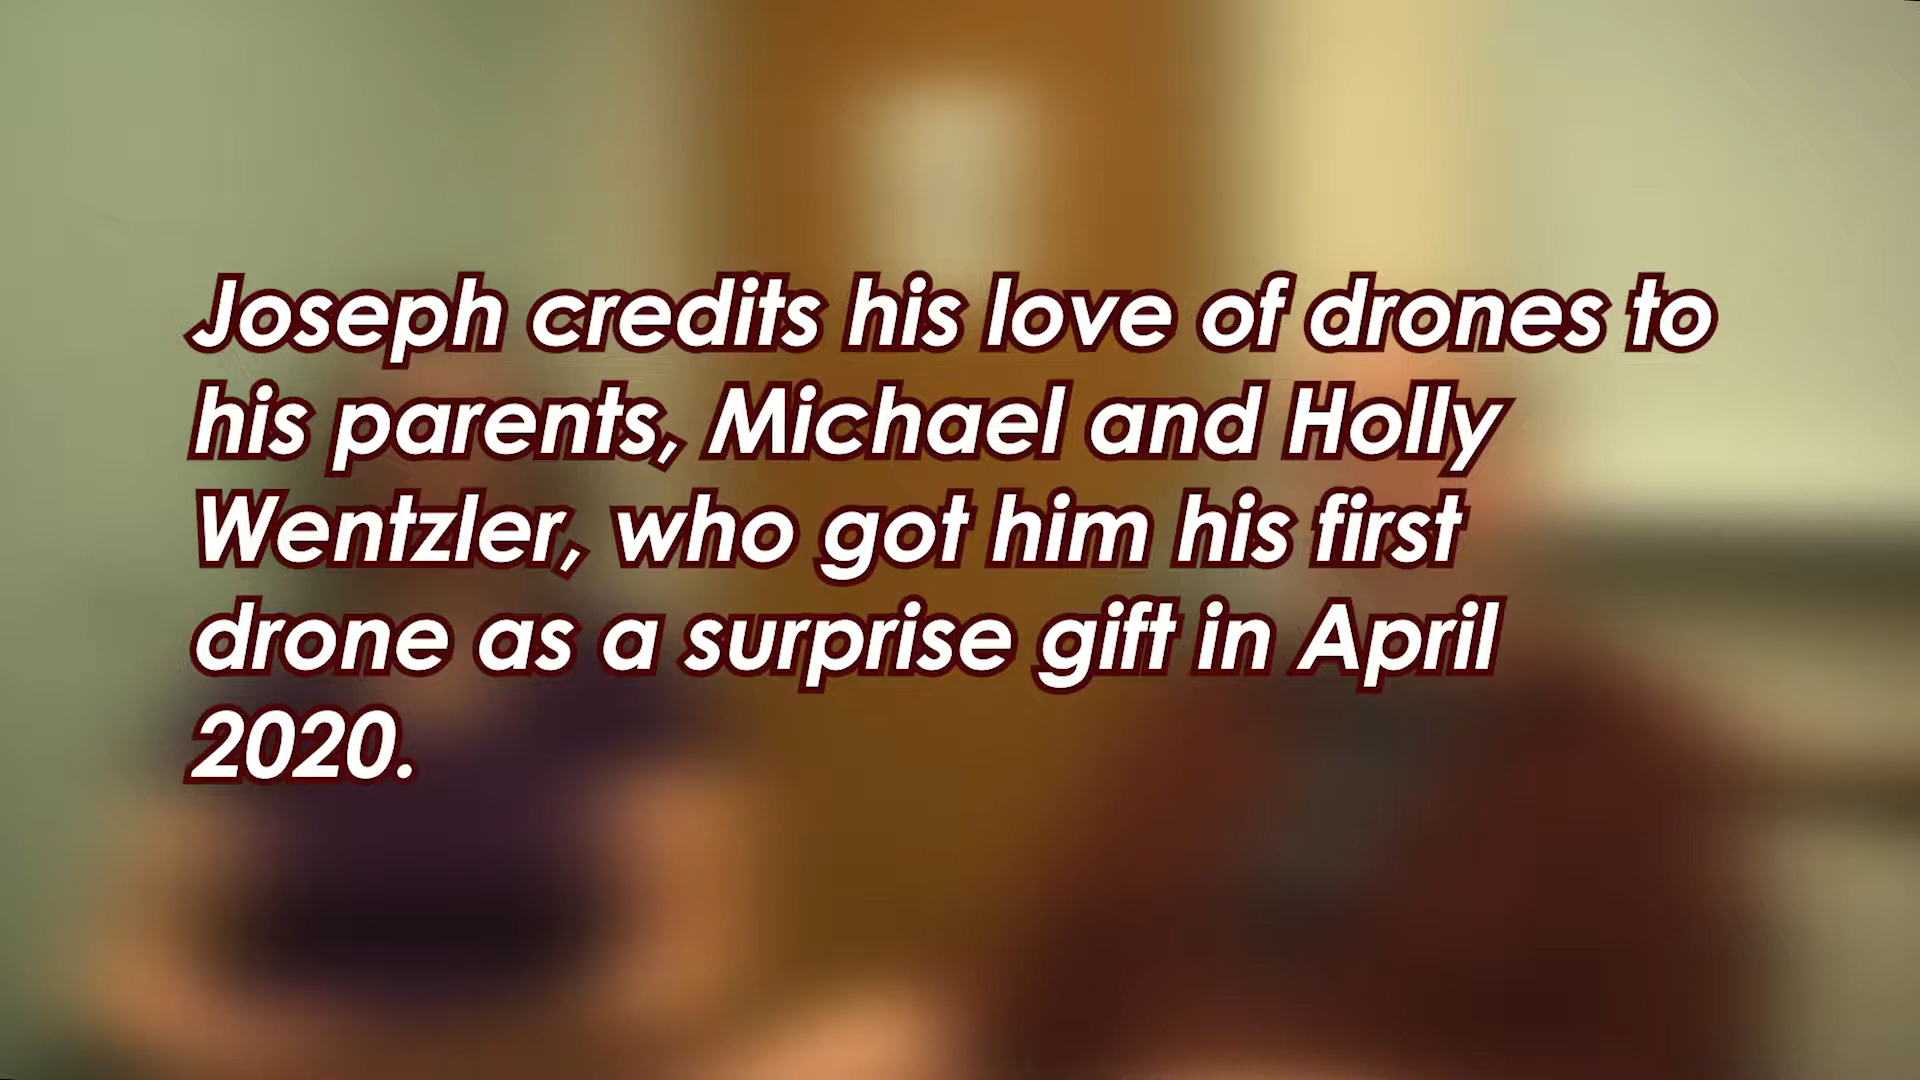 Joseph credits his love of drones to
his parents, Michael and Holly
Wentzler, who got him his first
drone as a surprise gift in April
2020.